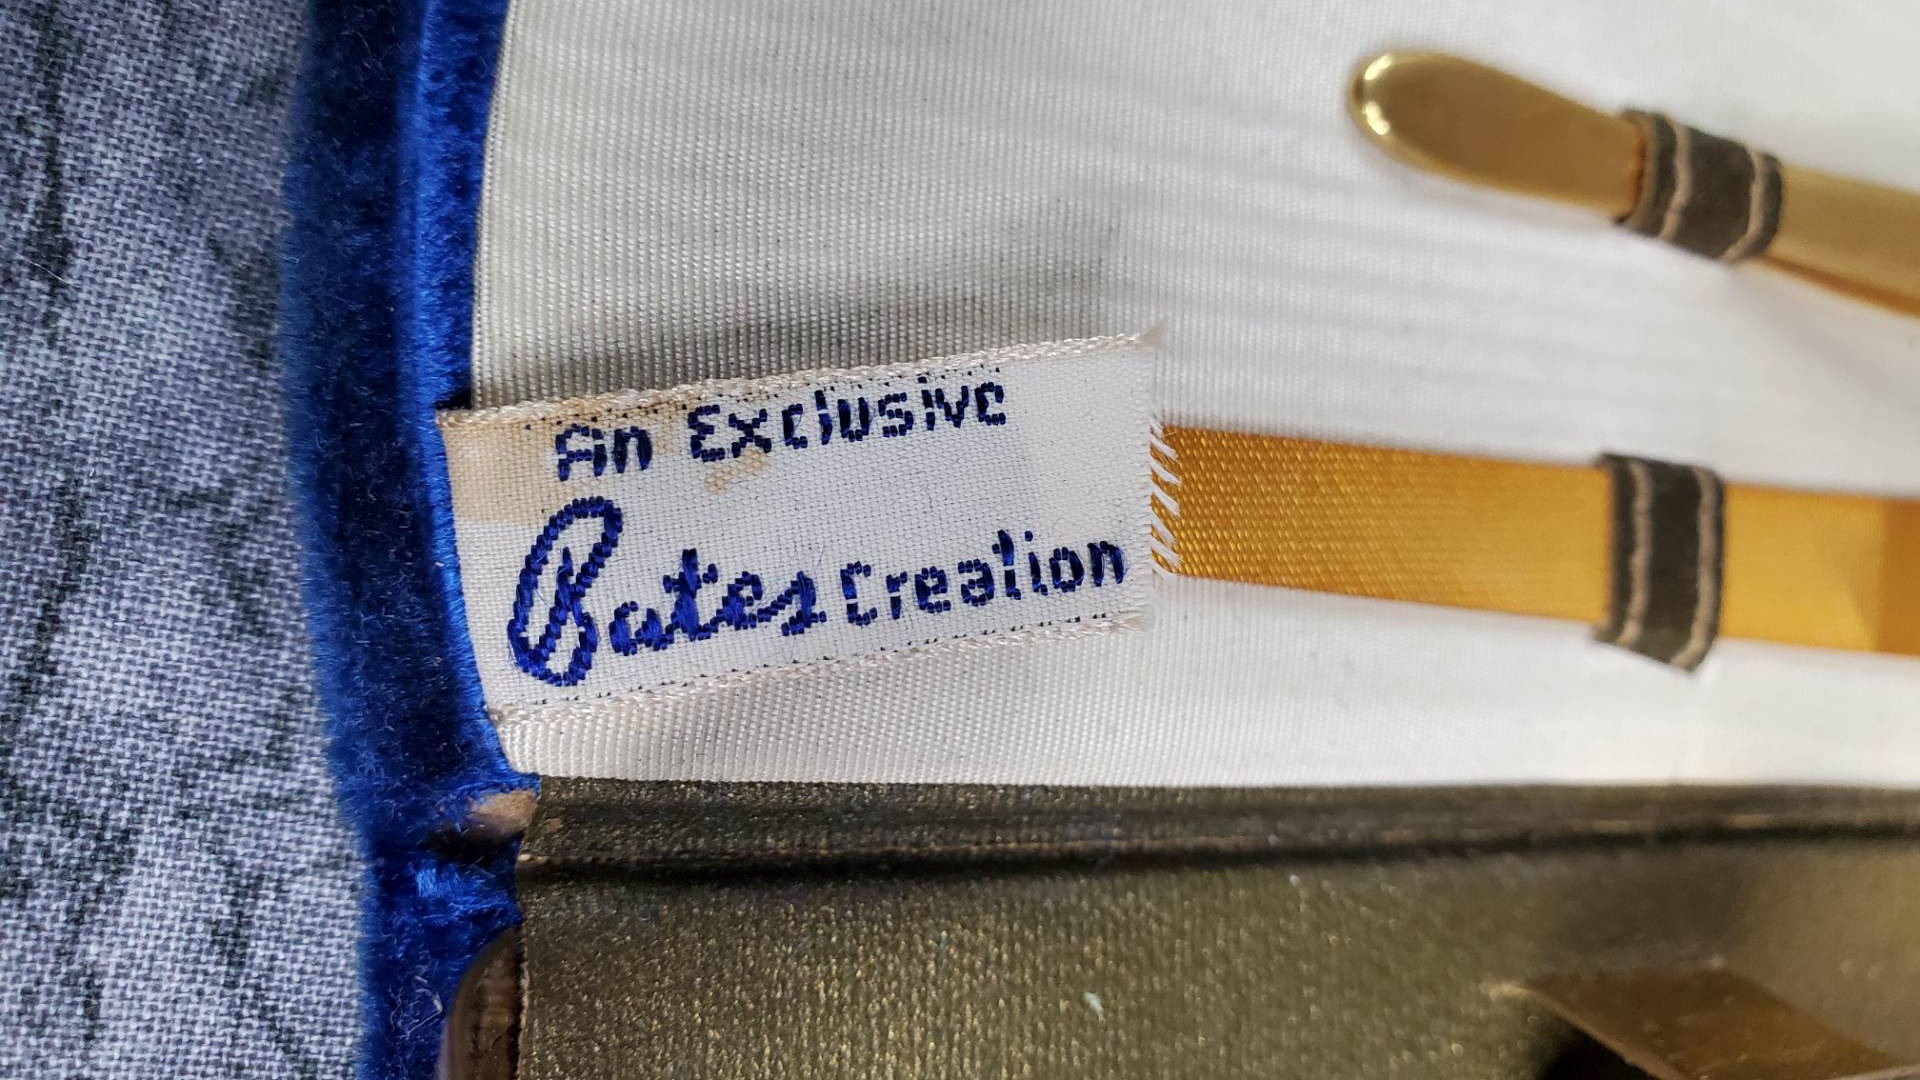 An Exclusive
Bates Creation